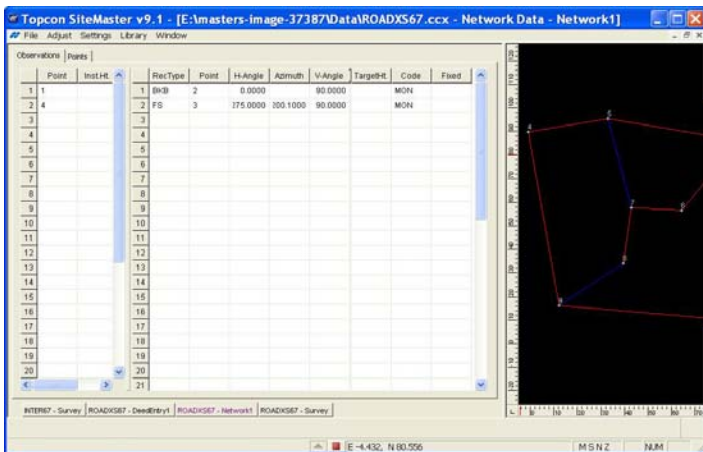 Topcon SiteMaster v9.1 - [E:\masters-image-37387\Data\ROADXS67.ccx - Network Data - Network1]
File Adjust Settings Library Window
Observations Points
Point Inst.Ht. RecType Point H-Angle Azimuth V-Angle TargetHt. Code Fixed
1 1 1 BKB 2 0.0000 90.0000 MON
2 4 2 FS 3 275.0000 200.1000 90.0000 MON
3 3
4 4
5 5
6 6
7 7
8 8
9 9
10 10
11 11
12 12
13 13
14 14
15 15
16 16
17 17
18 18
19 19
20 20
21
4
5
7
6
INTER67 - Survey ROADXS67 - DeedEntry1 ROADXS67 - Network1 ROADXS67 - Survey
E -4.432, N 80.556 M S N Z NUM